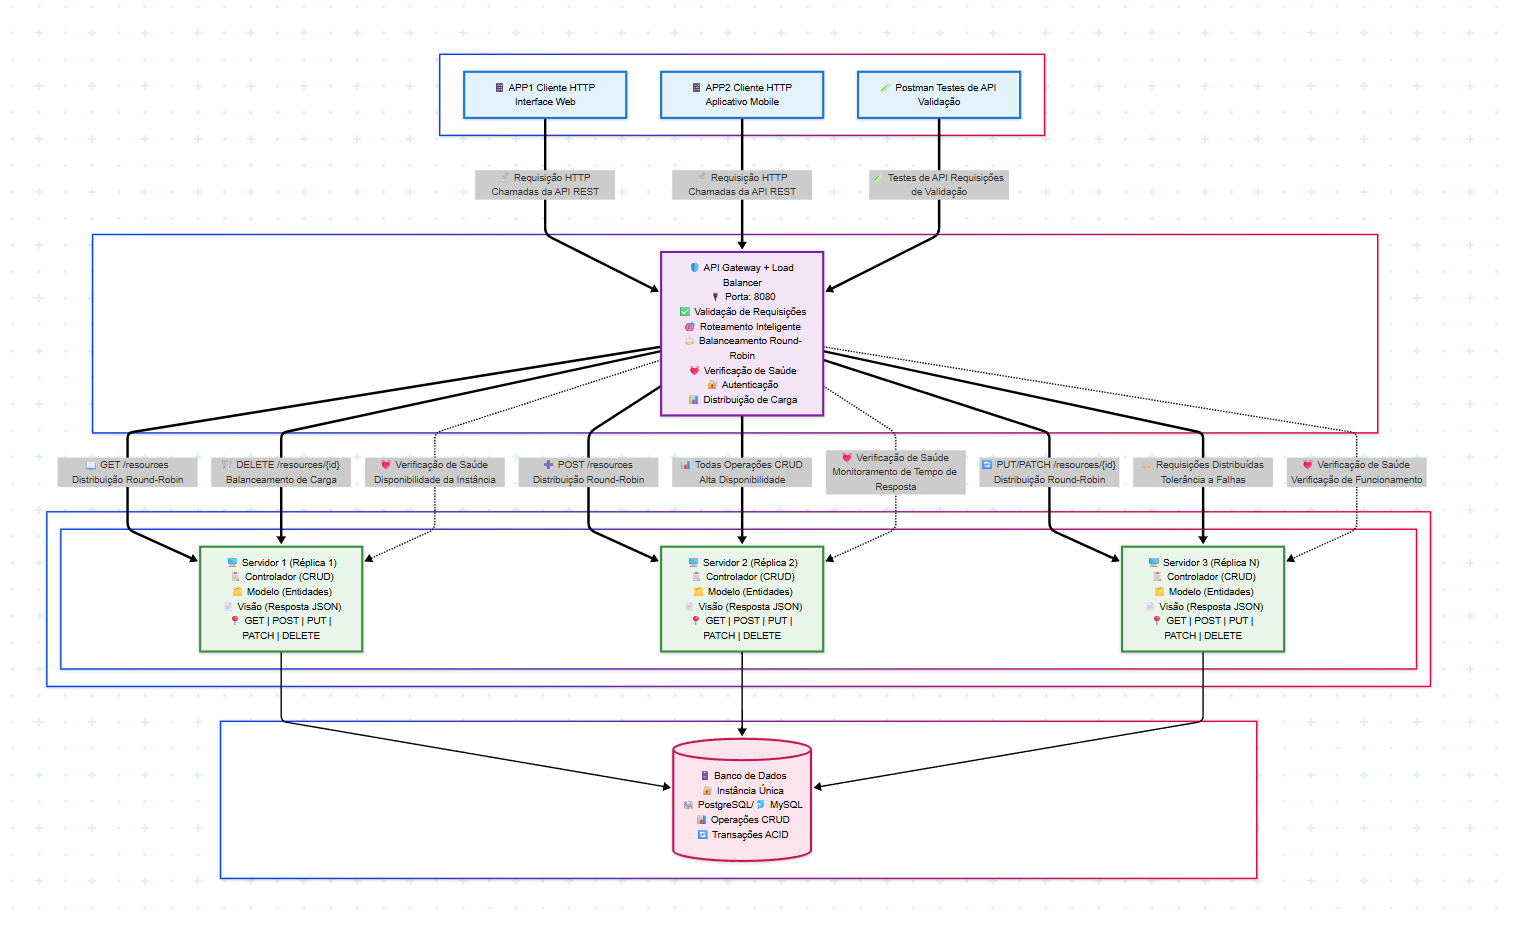 APP1 Cliente HTTP
Interface Web
APP2 Cliente HTTP
Aplicativo Mobile
Postman Testes de API
Validação
Requisição HTTP
Chamadas da API REST
Requisição HTTP
Chamadas da API REST
Testes de API Requisições
de Validação
API Gateway + Load
Balancer
Porta: 8080
Validação de Requisições
Roteamento Inteligente
Balanceamento Round-
Robin
Verificação de Saúde
Autenticação
Distribuição de Carga
GET /resources
Distribuição Round-Robin
DELETE /resources/{id}
Balanceamento de Carga
Verificação de Saúde
Disponibilidade da Instância
POST /resources
Distribuição Round-Robin
Todas Operações CRUD
Alta Disponibilidade
Verificação de Saúde
Monitoramento de Tempo de
Resposta
PUT/PATCH /resources/{id}
Distribuição Round-Robin
Requisições Distribuídas
Tolerância a Falhas
Verificação de Saúde
Verificação de Funcionamento
Servidor 1 (Réplica 1)
Controlador (CRUD)
Modelo (Entidades)
Visão (Resposta JSON)
GET | POST | PUT |
PATCH | DELETE
Servidor 2 (Réplica 2)
Controlador (CRUD)
Modelo (Entidades)
Visão (Resposta JSON)
GET | POST | PUT |
PATCH | DELETE
Servidor 3 (Réplica N)
Controlador (CRUD)
Modelo (Entidades)
Visão (Resposta JSON)
GET | POST | PUT |
PATCH | DELETE
Banco de Dados
Instância Única
PostgreSQL/ MySQL
Operações CRUD
Transações ACID